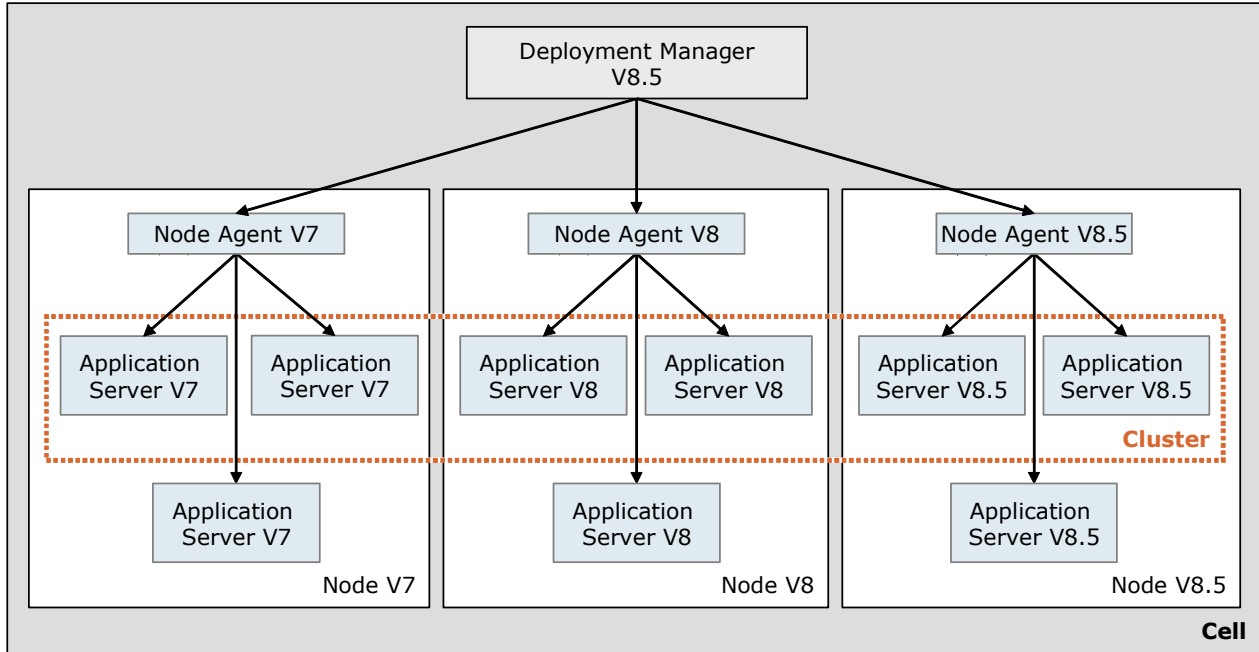 Deployment Manager
V8.5
Node Agent V7
Node Agent V8
Node Agent V8.5
Application
Server V7
Application
Server V7
Application
Server V8
Application
Server V8
Application
Server V8.5
Application
Server V8.5
Cluster
Application
Server V7
Application
Server V8
Application
Server V8.5
Node V7
Node V8
Node V8.5
Cell